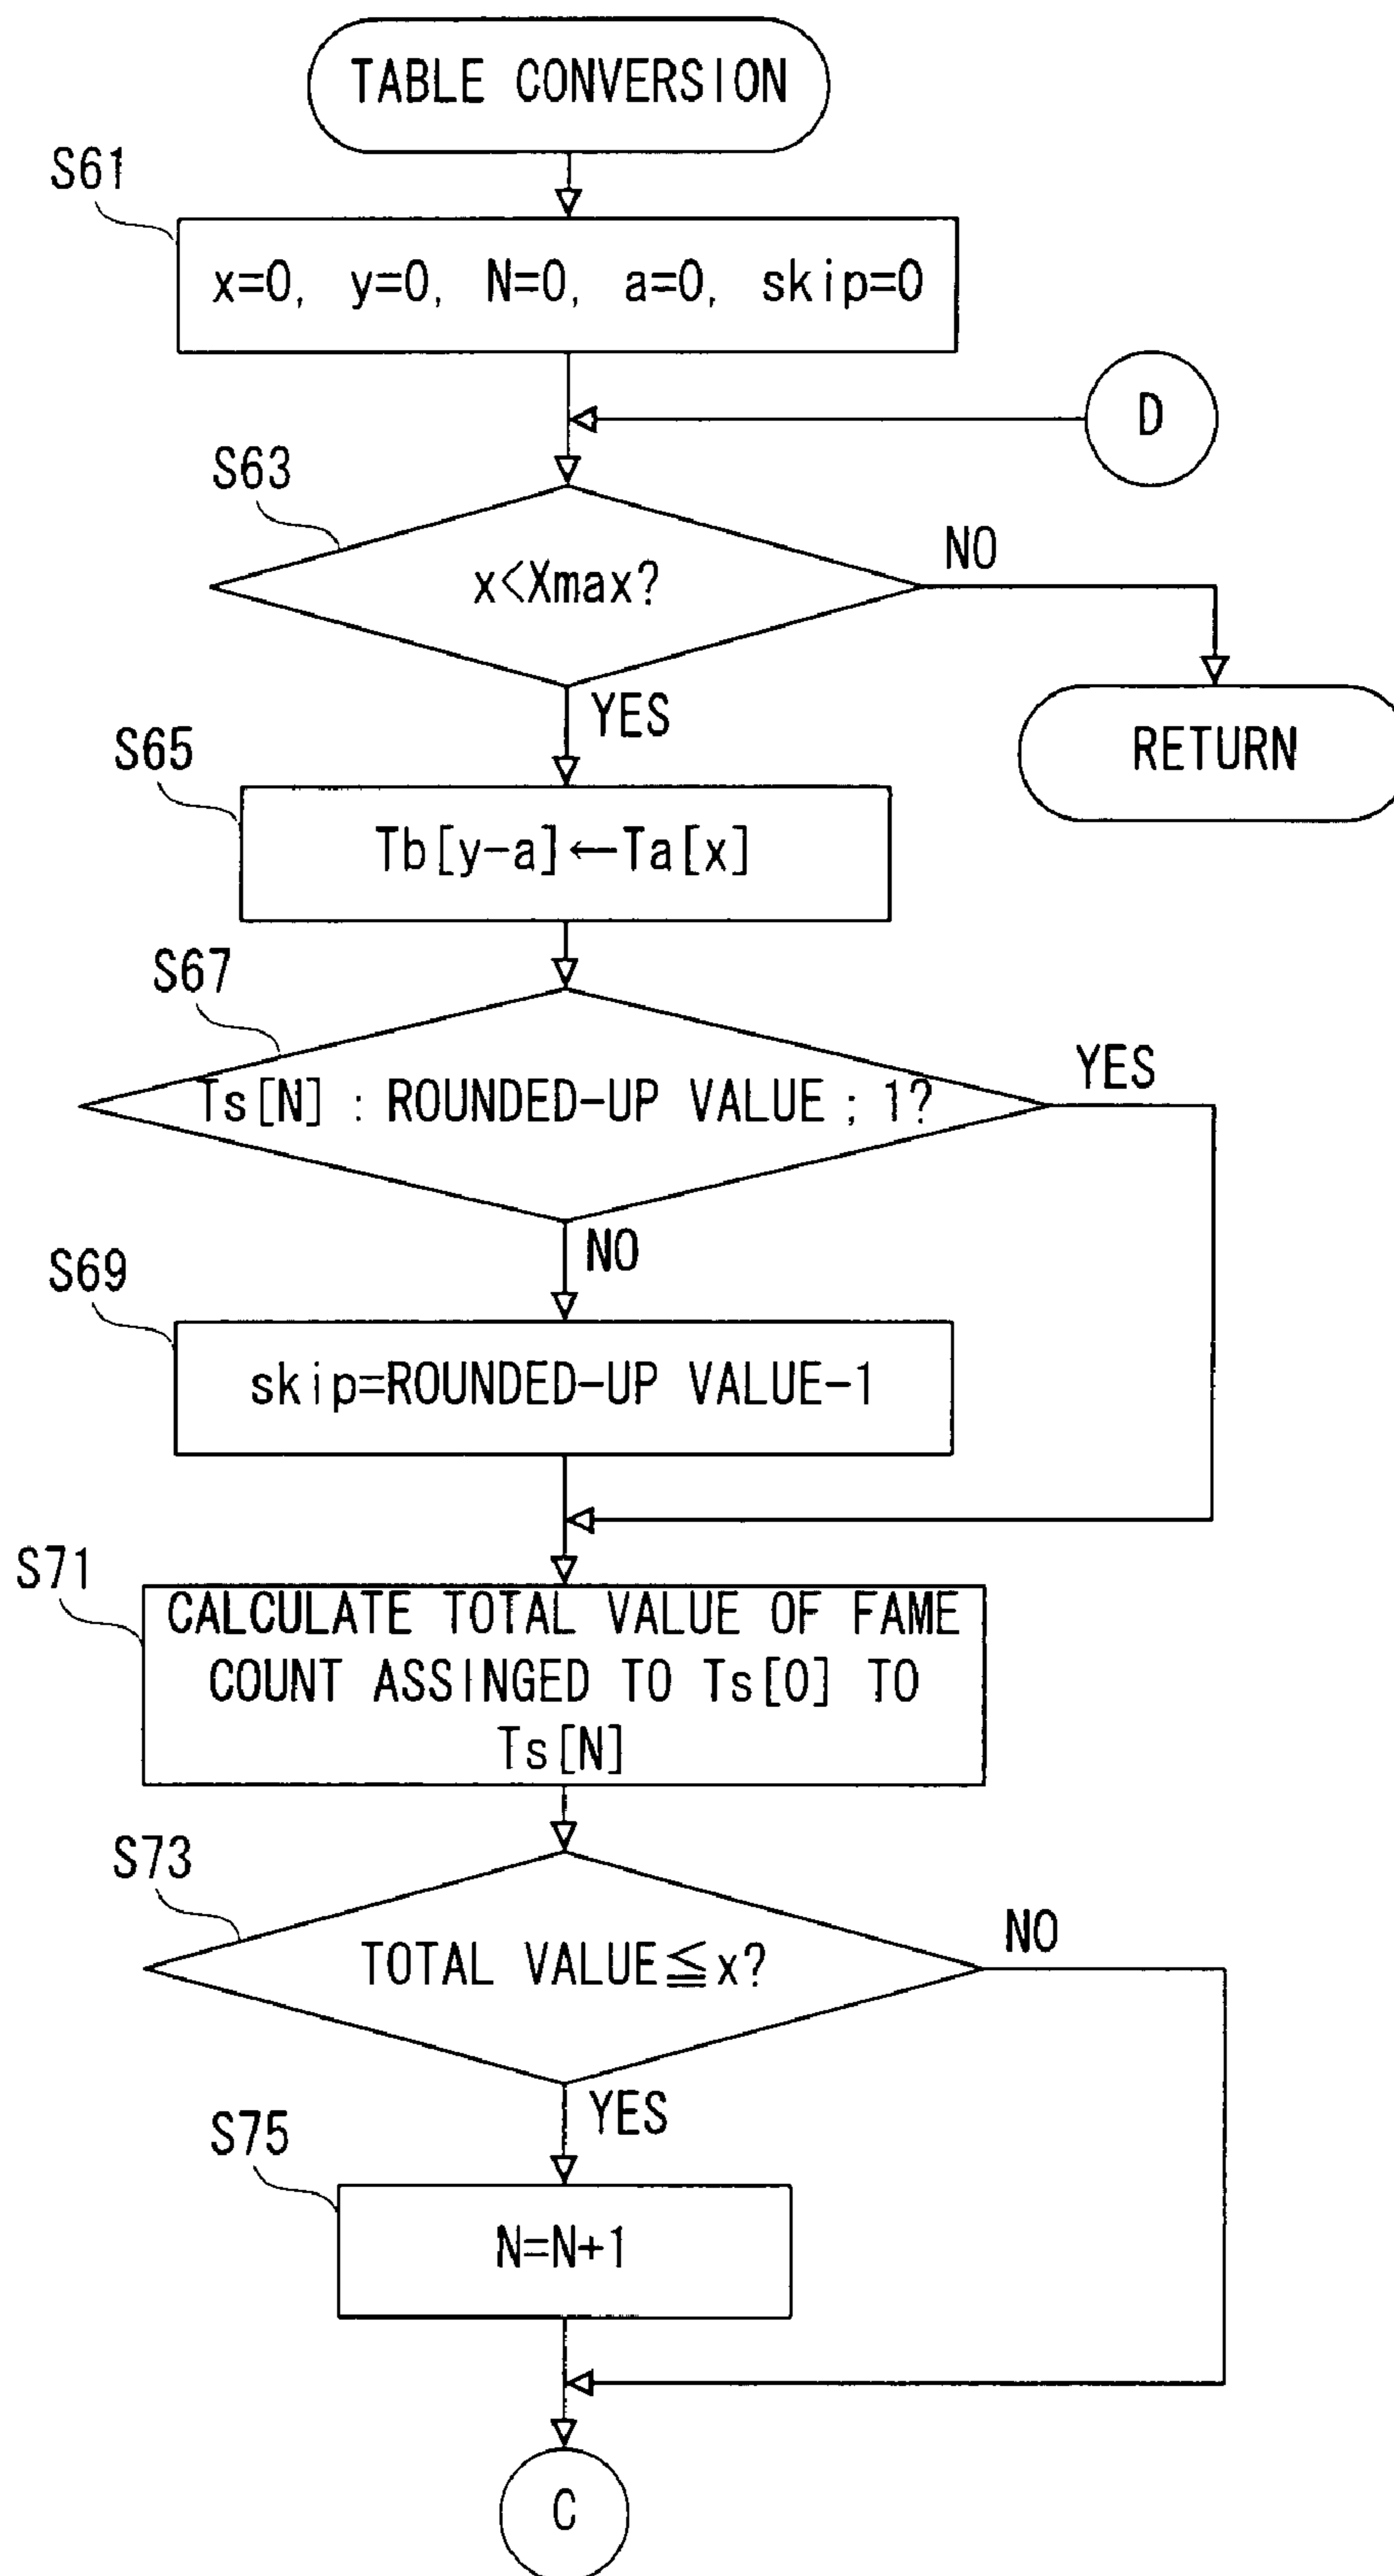 TABLE CONVERSION
S61
x=0, y=0, N=0, a=0, skip=0
D
S63
x<Xmax?
NO
YES
RETURN
S65
Tb[y-a]←Ta[x]
S67
Ts[N] : ROUNDED-UP VALUE ; 1?
YES
NO
S69
skip=ROUNDED-UP VALUE-1
S71
CALCULATE TOTAL VALUE OF FAME
COUNT ASSINGED TO Ts[0] TO
Ts[N]
S73
TOTAL VALUE≦x?
NO
YES
S75
N=N+1
C